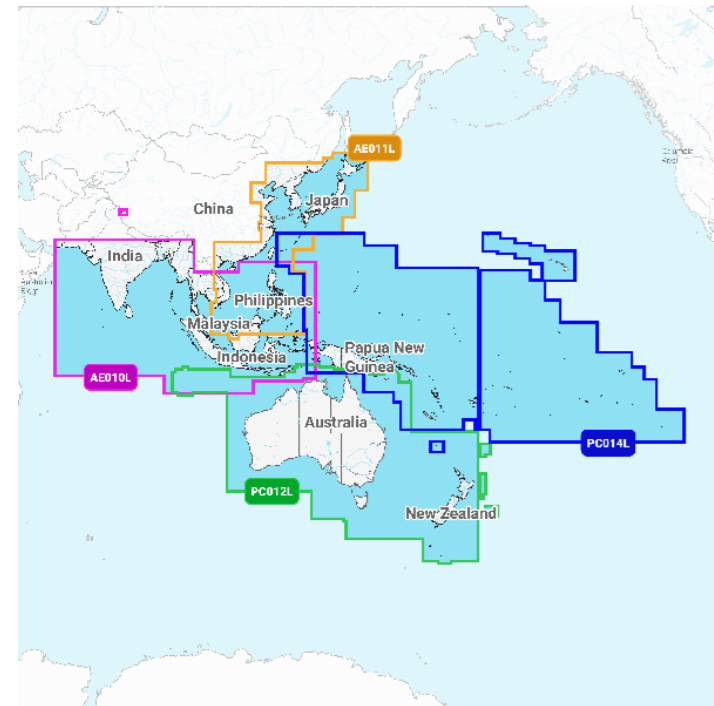 AE011L
China
Japan
India
Philippines
Malaysia
Indonesia
Papua New
Guinea
AE010L
Australia
PC014L
PC012L
New Zealand